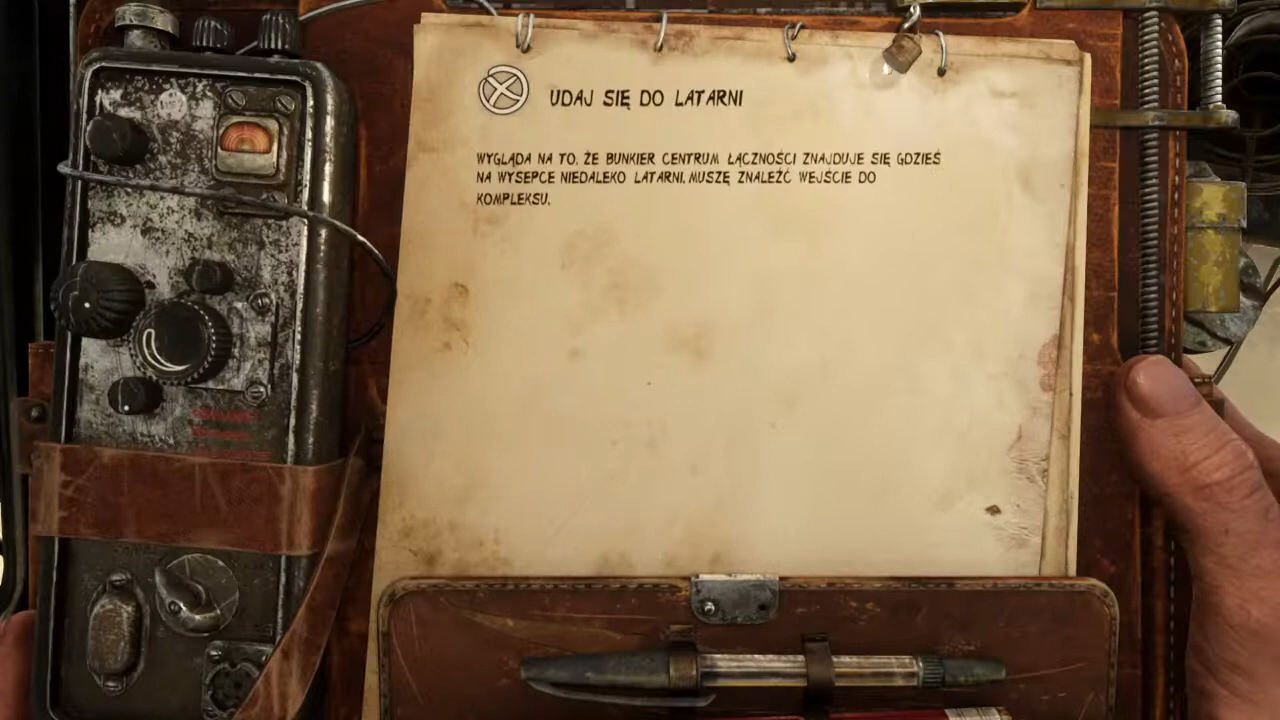 UDAJ SIĘ DO LATARNI
WYGLĄDA NA TO, ŻE BUNKIER CENTRUM ŁĄCZNOŚCI ZNAJDUJE SIĘ GDZIEŚ
NA WYSEPCE NIEDALEKO LATARNI. MUSZĘ ZNALEŹĆ WEJŚCIE DO
KOMPLEKSU.